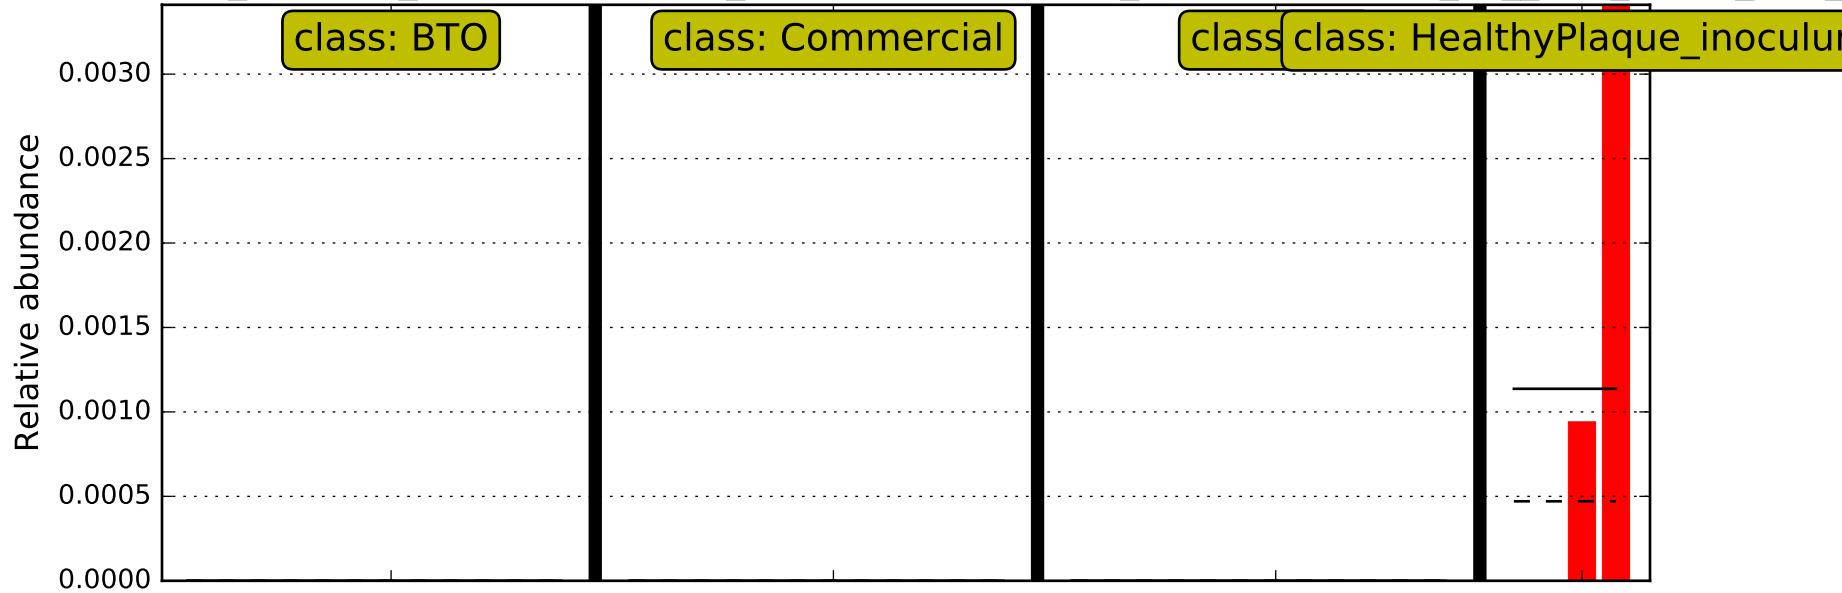 class: BTO
class: Commercial
class
class: HealthyPlaque_inoculu
0.0030
0.0025
0.0020
0.0015
0.0010
0.0005
0.0000
Relative abundance